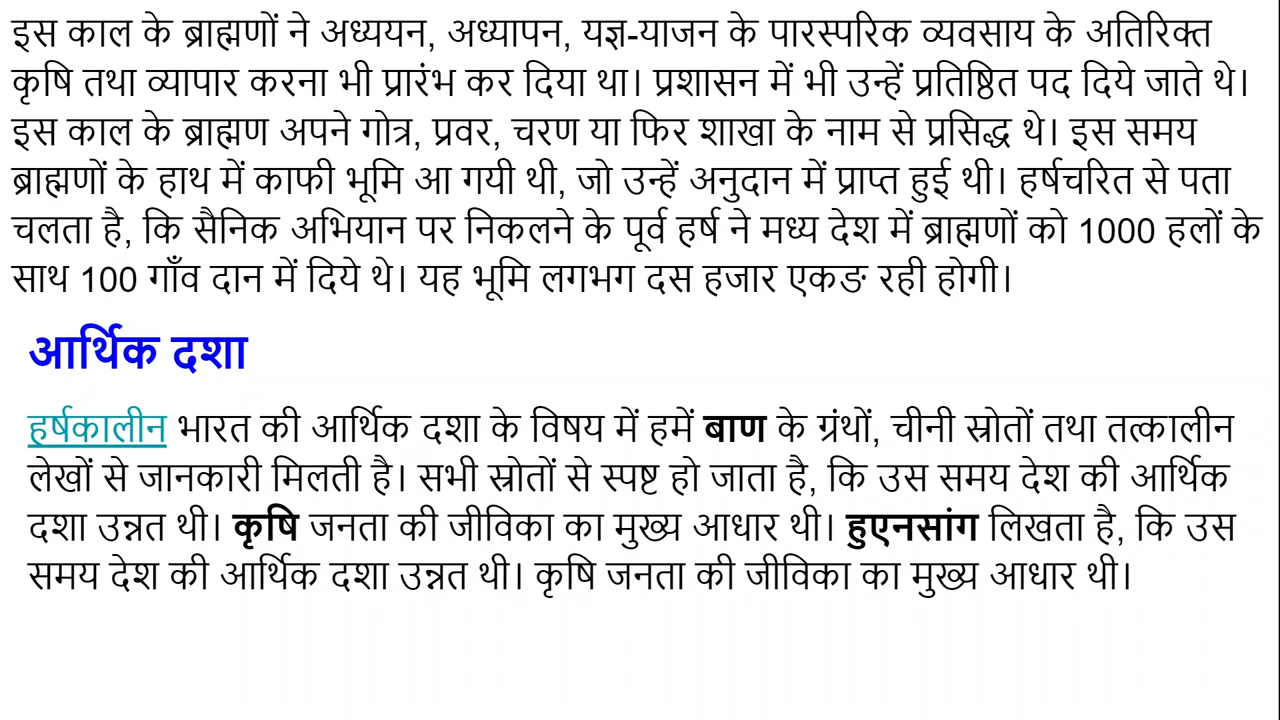 इस काल के ब्राह्मणों ने अध्ययन, अध्यापन, यज्ञ-याजन के पारस्परिक व्यवसाय के अतिरिक्त
कृषि तथा व्यापार करना भी प्रारंभ कर दिया था। प्रशासन में भी उन्हें प्रतिष्ठित पद दिये जाते थे।
इस काल के ब्राह्मण अपने गोत्र, प्रवर, चरण या फिर शाखा के नाम से प्रसिद्ध थे। इस समय
ब्राह्मणों के हाथ में काफी भूमि आ गयी थी, जो उन्हें अनुदान में प्राप्त हुई थी। हर्षचरित से पता
चलता है, कि सैनिक अभियान पर निकलने के पूर्व हर्ष ने मध्य देश में ब्राह्मणों को 1000 हलों के
साथ 100 गाँव दान में दिये थे। यह भूमि लगभग दस हजार एकङ रही होगी।
आर्थिक दशा
हर्षकालीन भारत की आर्थिक दशा के विषय में हमें बाण के ग्रंथों, चीनी स्रोतों तथा तत्कालीन
लेखों से जानकारी मिलती है। सभी स्रोतों से स्पष्ट हो जाता है, कि उस समय देश की आर्थिक
दशा उन्नत थी। कृषि जनता की जीविका का मुख्य आधार थी। हुएनसांग लिखता है, कि उस
समय देश की आर्थिक दशा उन्नत थी। कृषि जनता की जीविका का मुख्य आधार थी।